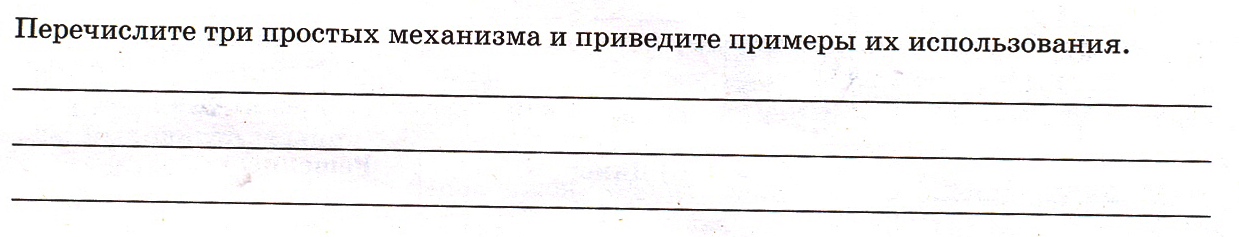 Перечислите три простых механизма и приведите примеры их использования.